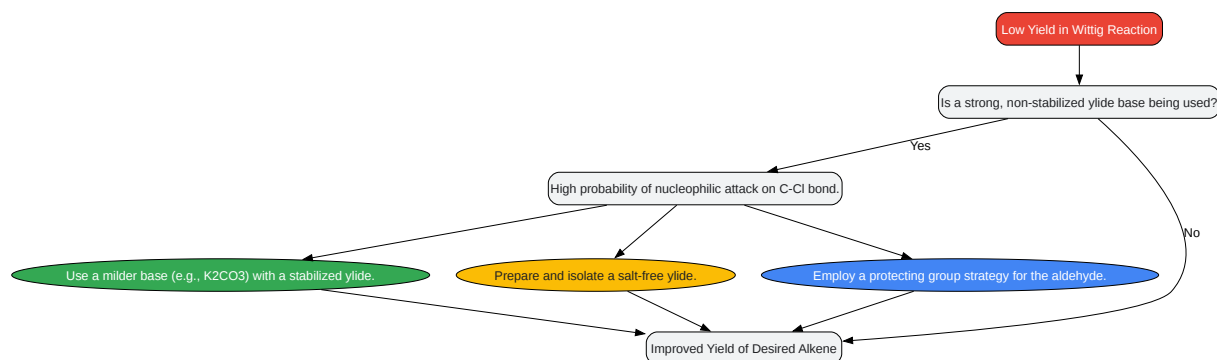 Low Yield in Wittig Reaction
Is a strong, non-stabilized ylide base being used?
Yes
High probability of nucleophilic attack on C-Cl bond.
No
Use a milder base (e.g., K2CO3) with a stabilized ylide.
Prepare and isolate a salt-free ylide.
Employ a protecting group strategy for the aldehyde.
Improved Yield of Desired Alkene